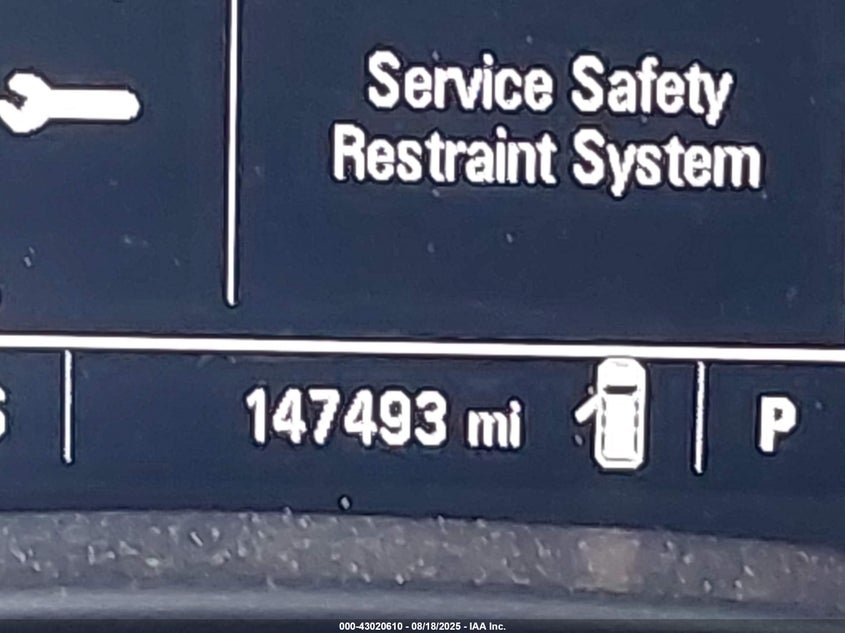 Service Safety
Restraint System
147493 mi
P
000-43020610 - 08/18/2025 - IAA Inc.